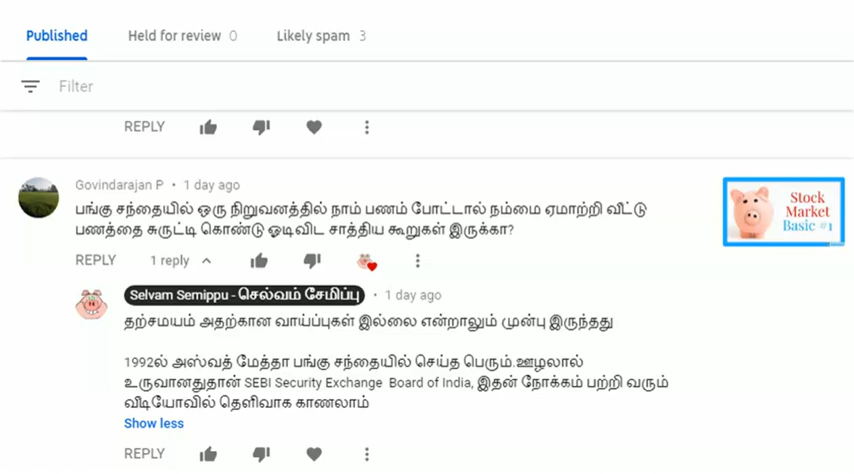 Published Held for review 0 Likely spam 3
Filter
REPLY
Govindarajan P • 1 day ago
பங்கு சந்தையில் ஒரு நிறுவனத்தில் நாம் பணம் போட்டால் நம்மை ஏமாற்றி விட்டு
பணத்தை சுருட்டி கொண்டு ஓடிவிட சாத்திய கூறுகள் இருக்கா?
Stock
Market
Basic #1
REPLY 1 reply
Selvam Semippu - செல்வம் சேமிப்பு • 1 day ago
தற்சமயம் அதற்கான வாய்ப்புகள் இல்லை என்றாலும் முன்பு இருந்தது
1992ல் அஸ்வத் மேத்தா பங்கு சந்தையில் செய்த பெரும்.ஊழலால்
உருவானதுதான் SEBI Security Exchange Board of India, இதன் நோக்கம் பற்றி வரும்
வீடியோவில் தெளிவாக காணலாம்
Show less
REPLY